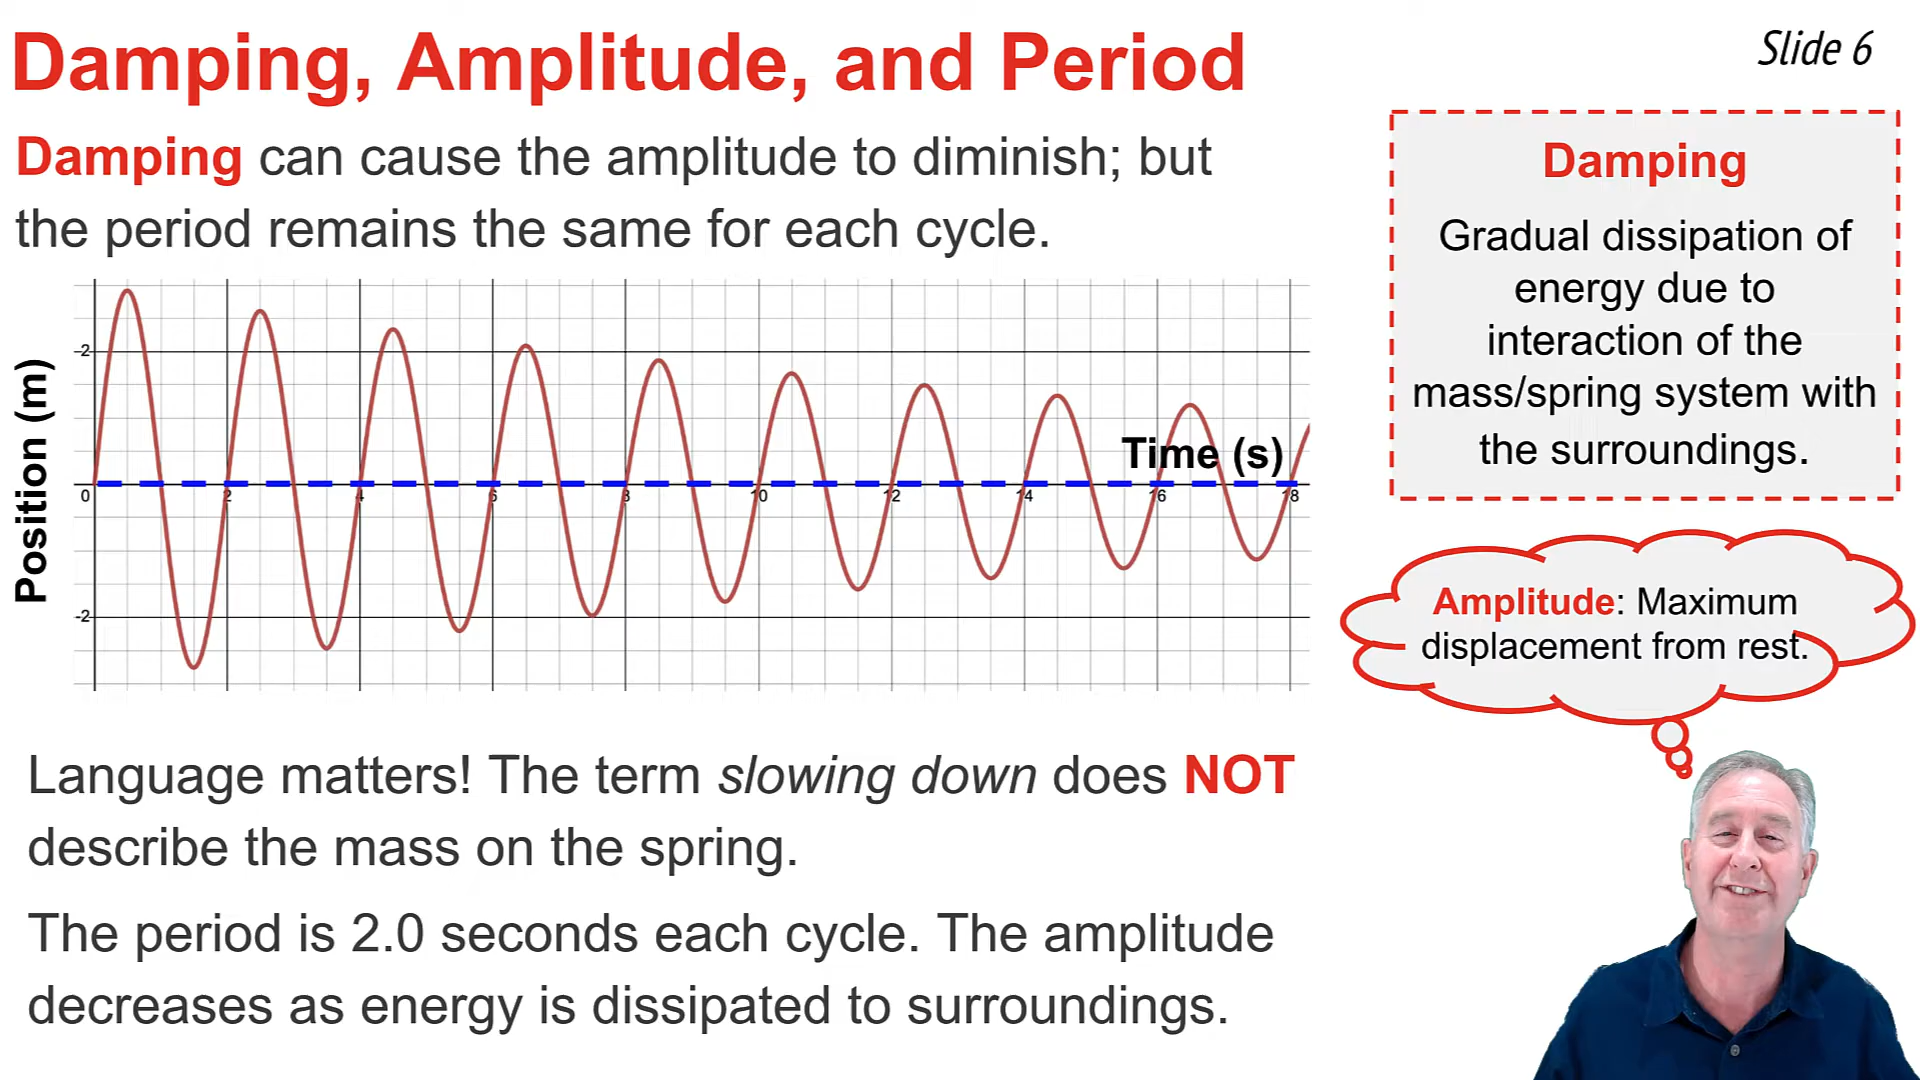 Damping, Amplitude, and Period
Slide 6
Damping can cause the amplitude to diminish; but
the period remains the same for each cycle.
Position (m)
-2
0
2
4
6
8
10
12
14
16
18
-2
Time (s)
Damping
Gradual dissipation of
energy due to
interaction of the
mass/spring system with
the surroundings.
Amplitude: Maximum
displacement from rest.
Language matters! The term slowing down does NOT
describe the mass on the spring.
The period is 2.0 seconds each cycle. The amplitude
decreases as energy is dissipated to surroundings.